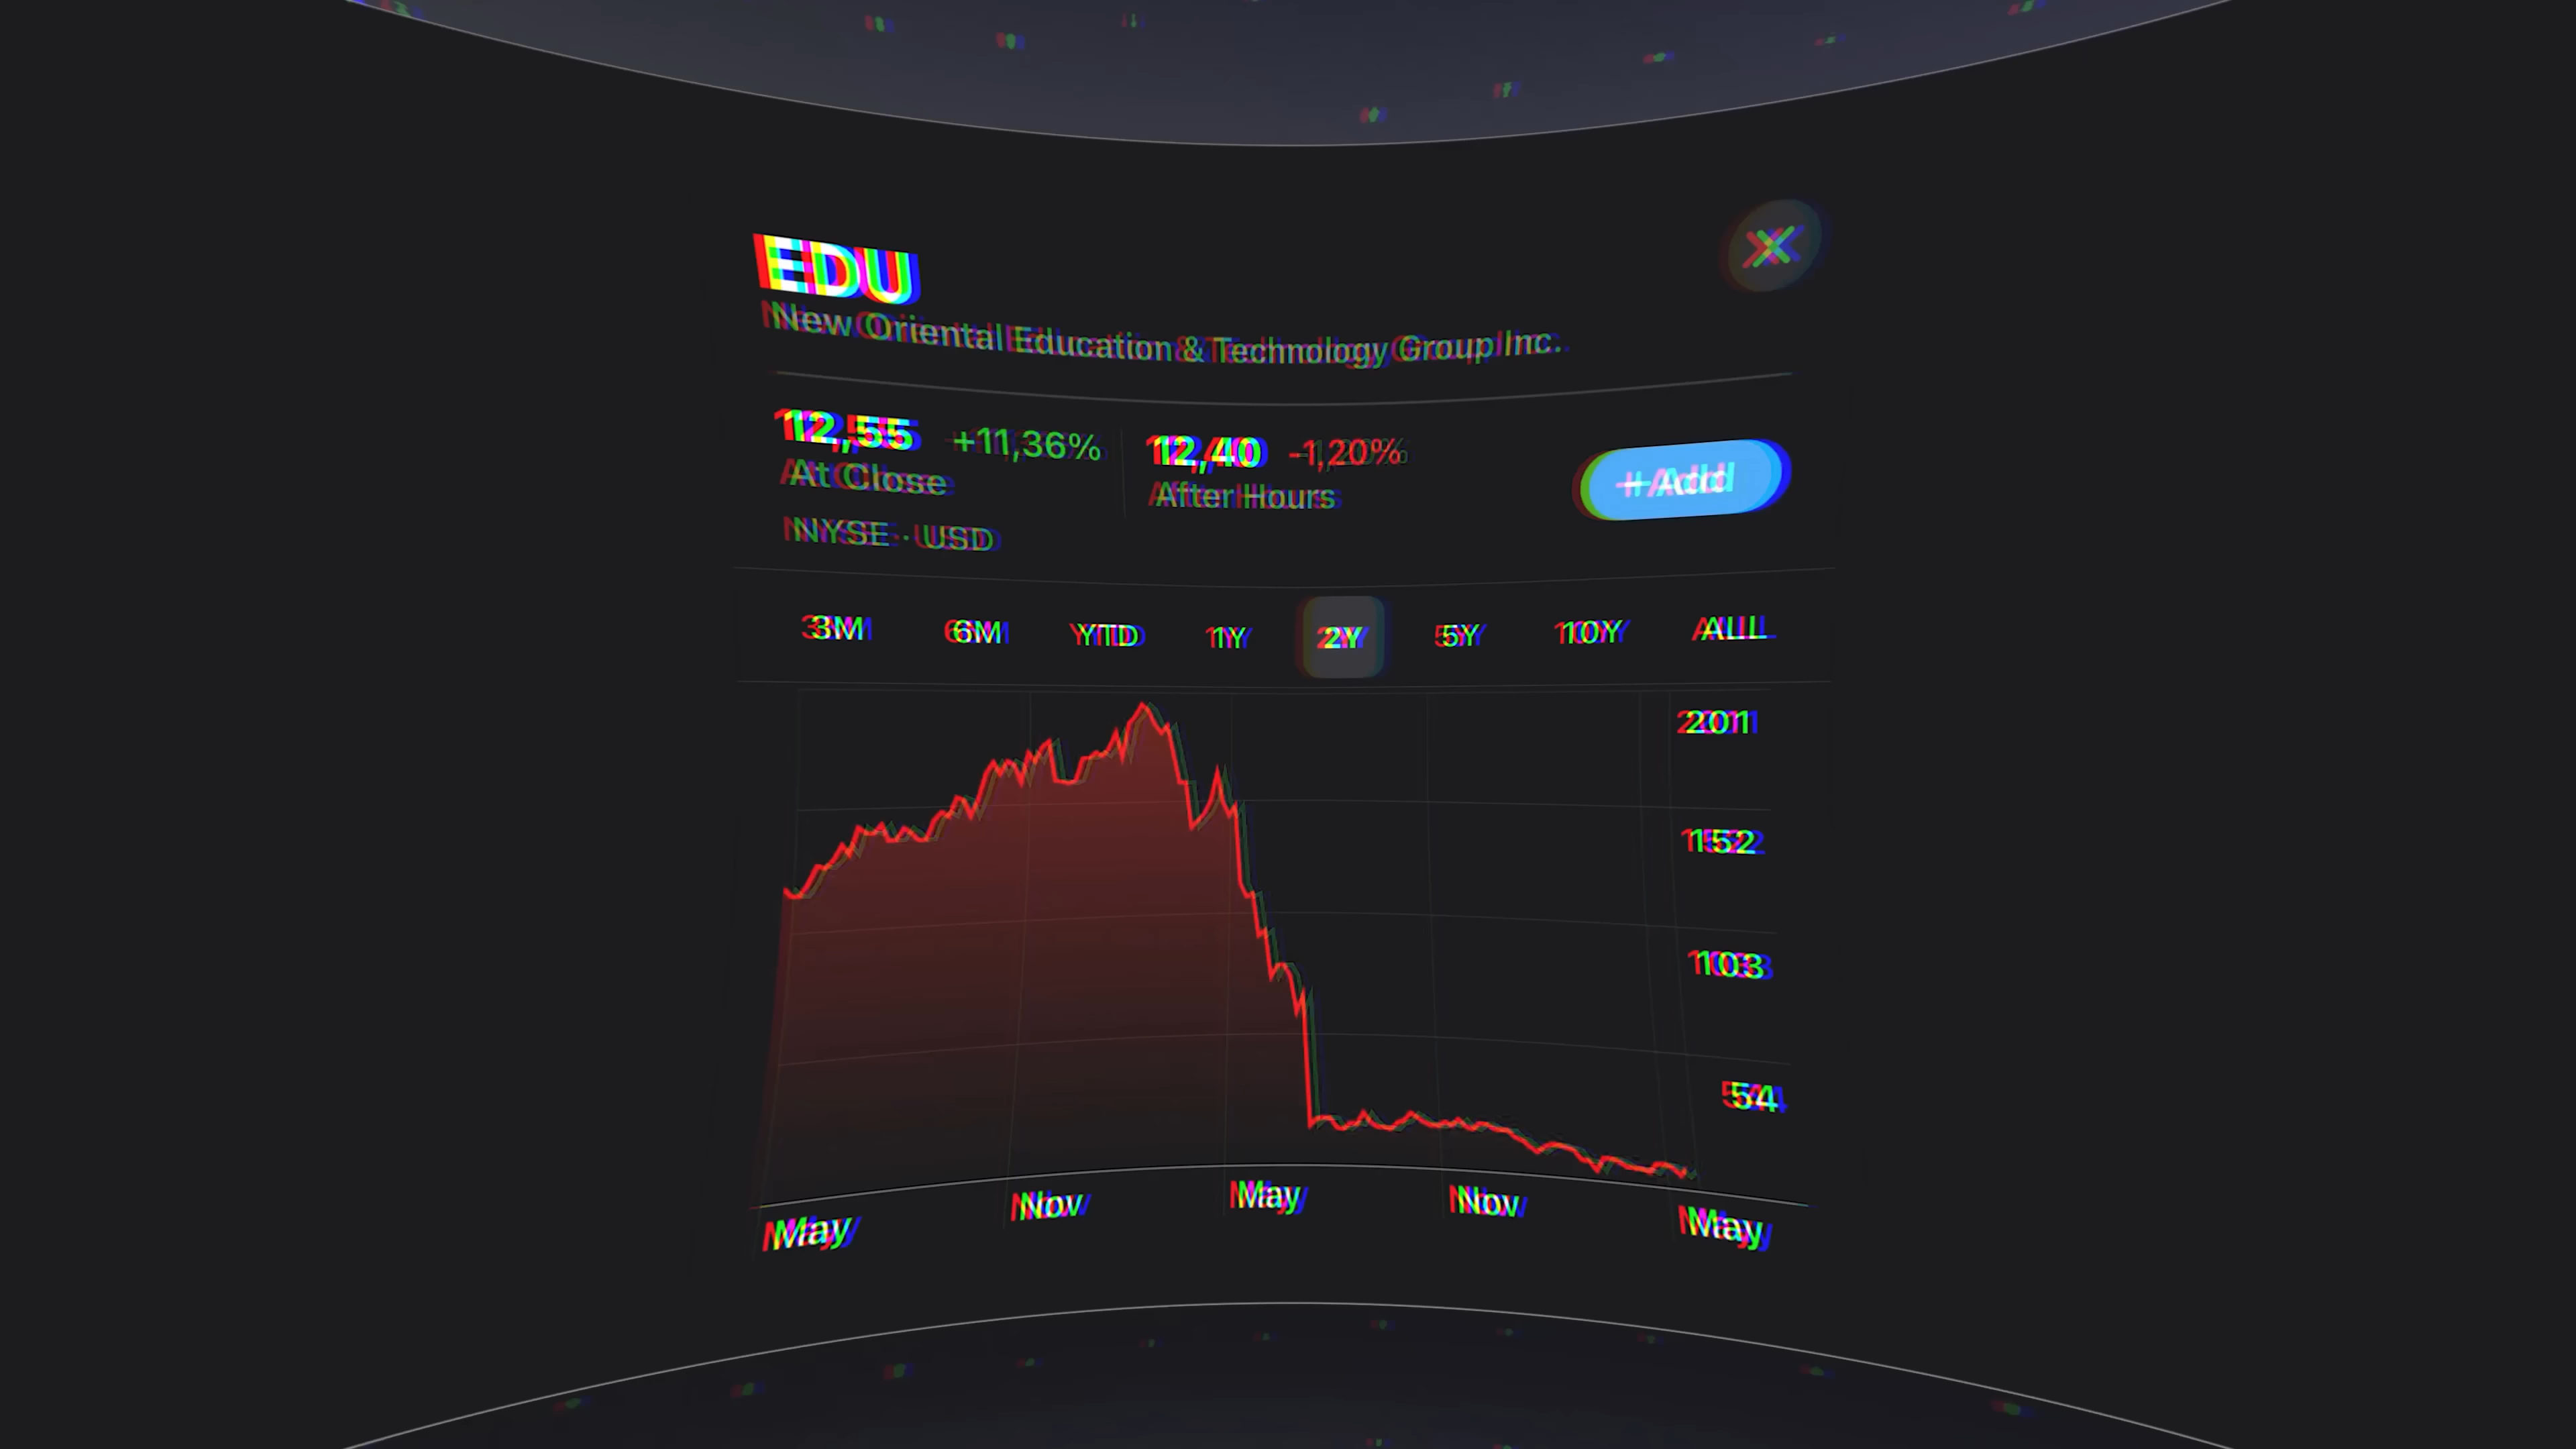 EDU
New Oriental Education & Technology Group Inc.
12,55 +11,36% 12,40 -1,20% + Add
At Close After Hours
NYSE · USD
3M 6M YTD 1Y 2Y 5Y 10Y ALL
201
152
103
54
May Nov May Nov May